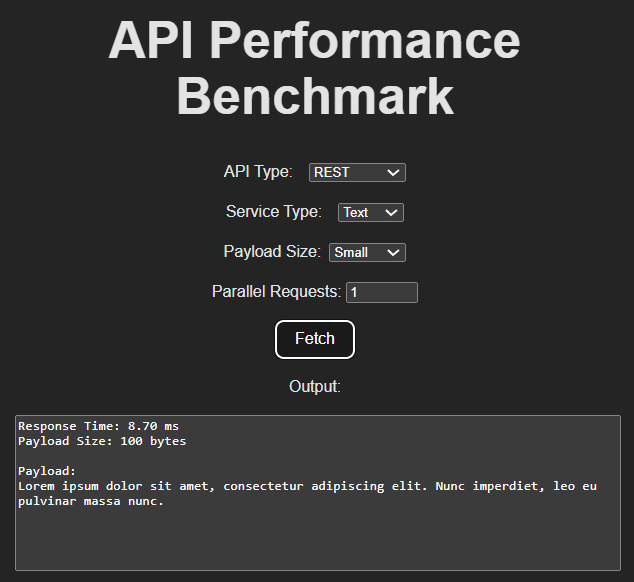 API Performance
Benchmark
API Type: REST
Service Type: Text
Payload Size: Small
Parallel Requests: 1
Fetch
Output:
Response Time: 8.70 ms
Payload Size: 100 bytes
Payload:
Lorem ipsum dolor sit amet, consectetur adipiscing elit. Nunc imperdiet, leo eu
pulvinar massa nunc.